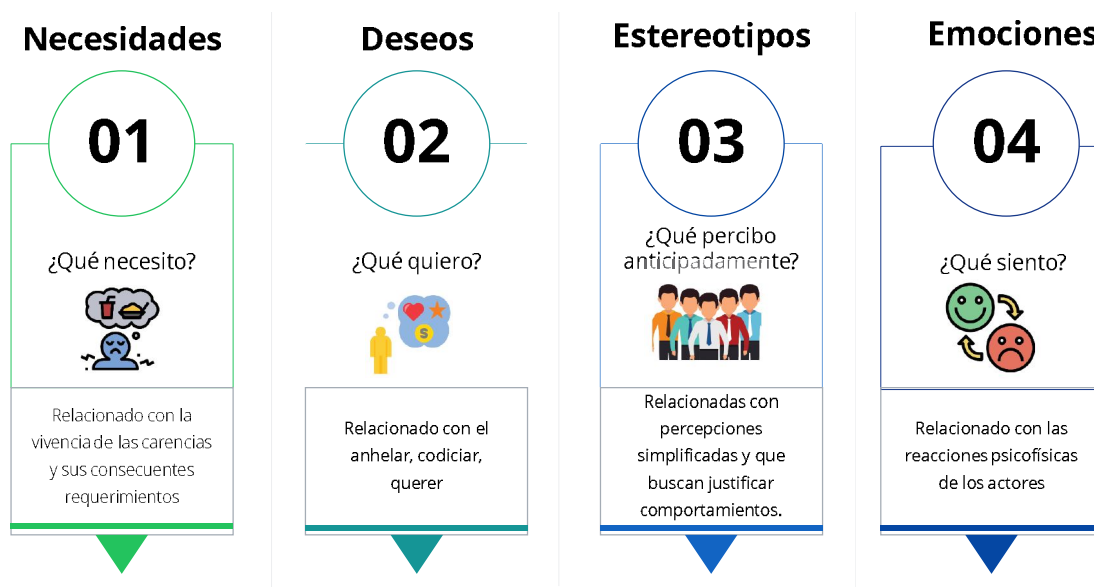 Necesidades
01
¿Qué necesito?
Relacionado con la
vivencia de las carencias
y sus consecuentes
requerimientos
Deseos
02
¿Qué quiero?
$
Relacionado con el
anhelar, codiciar,
querer
Estereotipos
03
¿Qué percibo
anticipadamente?
Relacionadas con
percepciones
simplificadas y que
buscan justificar
comportamientos.
Emociones
04
¿Qué siento?
Relacionado con las
reacciones psicofísicas
de los actores